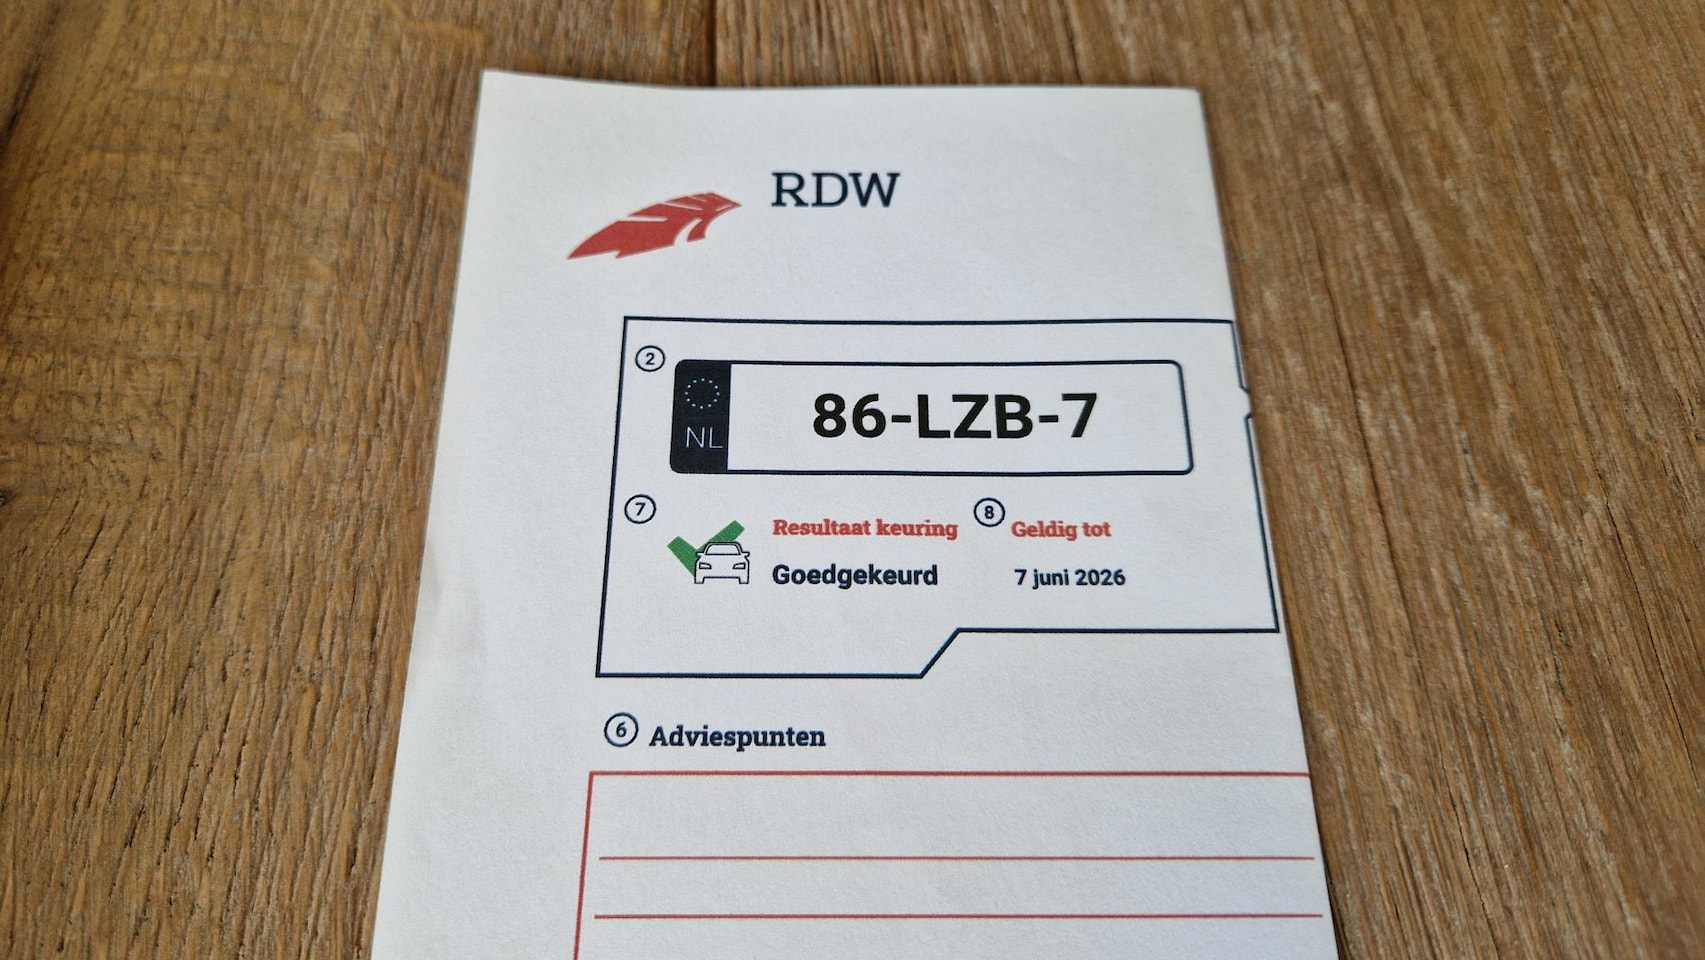 RDW
2
NL
86-LZB-7
7
Resultaat keuring
Goedgekeurd
8
Geldig tot
7 juni 2026
6 Adviespunten